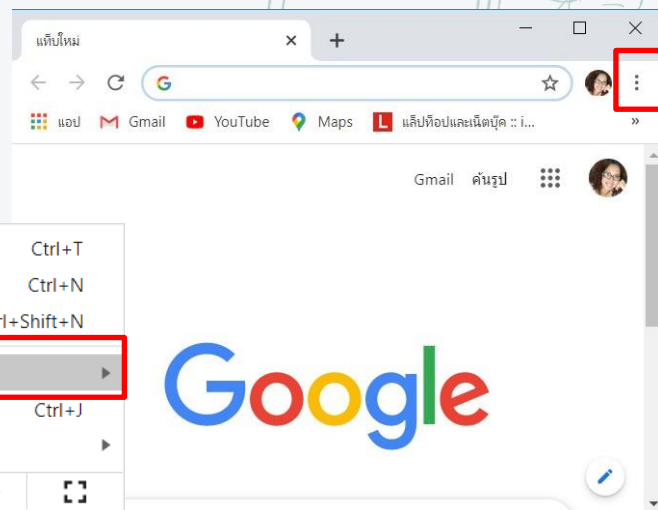 แท็บใหม่
แอป Gmail YouTube Maps L แล็ปท็อปและเน็ตบุ๊ค :: i... »
Gmail ค้นรูป
Ctrl+T
Ctrl+N
rl+Shift+N
Ctrl+J
Google